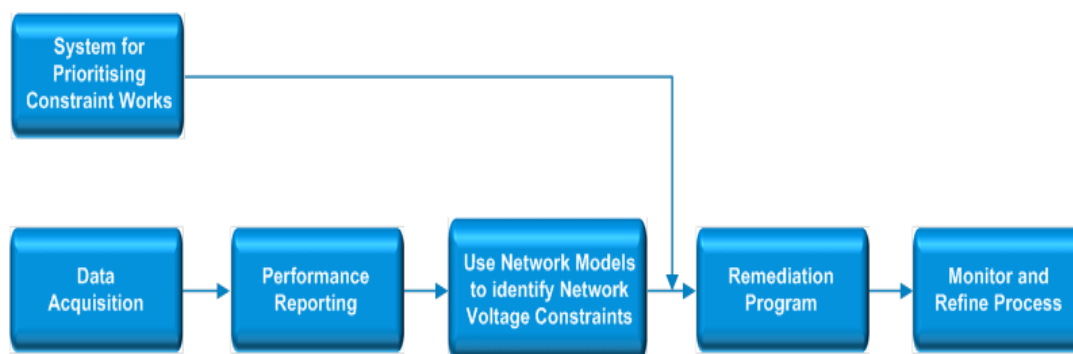 System for
Prioritising
Constraint Works
Data
Acquisition
Performance
Reporting
Use Network Models
to identify Network
Voltage Constraints
Remediation
Program
Monitor and
Refine Process